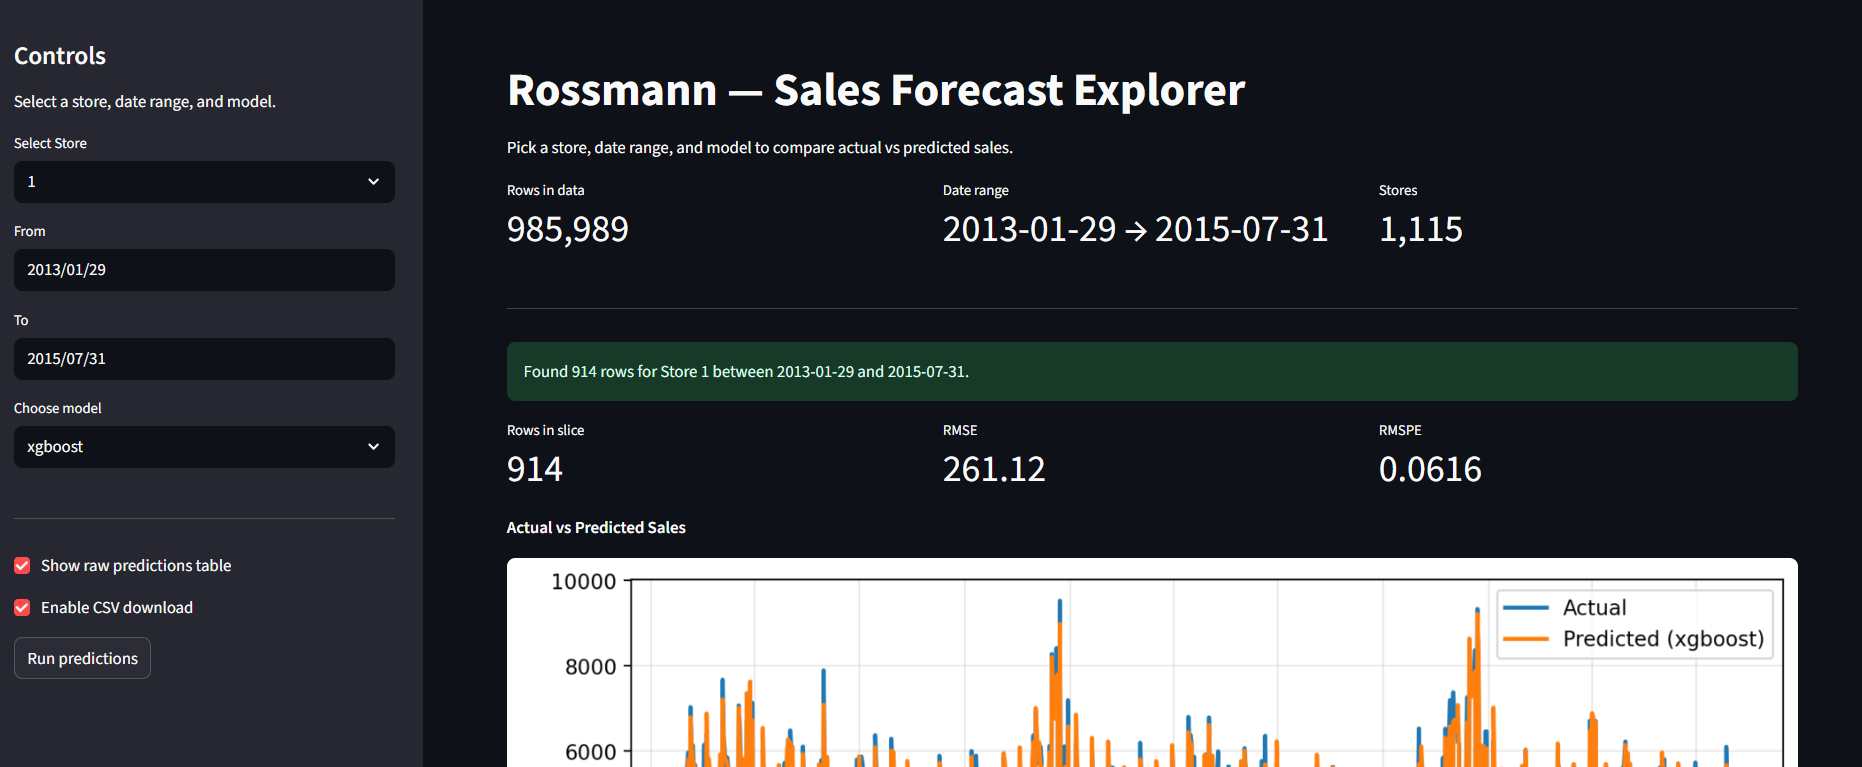 Controls
Select a store, date range, and model.
Select Store
1
From
2013/01/29
To
2015/07/31
Choose model
xgboost
Show raw predictions table
Enable CSV download
Run predictions
Rossmann — Sales Forecast Explorer
Pick a store, date range, and model to compare actual vs predicted sales.
Rows in data
985,989
Date range
2013-01-29 → 2015-07-31
Stores
1,115
Found 914 rows for Store 1 between 2013-01-29 and 2015-07-31.
Rows in slice
914
RMSE
261.12
RMSPE
0.0616
Actual vs Predicted Sales
10000
8000
6000
Actual
Predicted (xgboost)